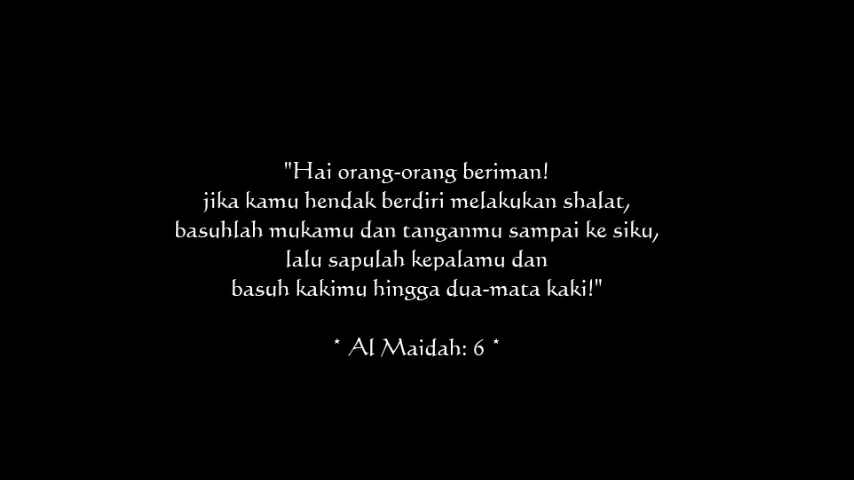 "Hai orang-orang beriman!
jika kamu hendak berdiri melakukan shalat,
basuhlah mukamu dan tanganmu sampai ke siku,
lalu sapulah kepalamu dan
basuh kakimu hingga dua-mata kaki!"
* Al Maidah: 6 *